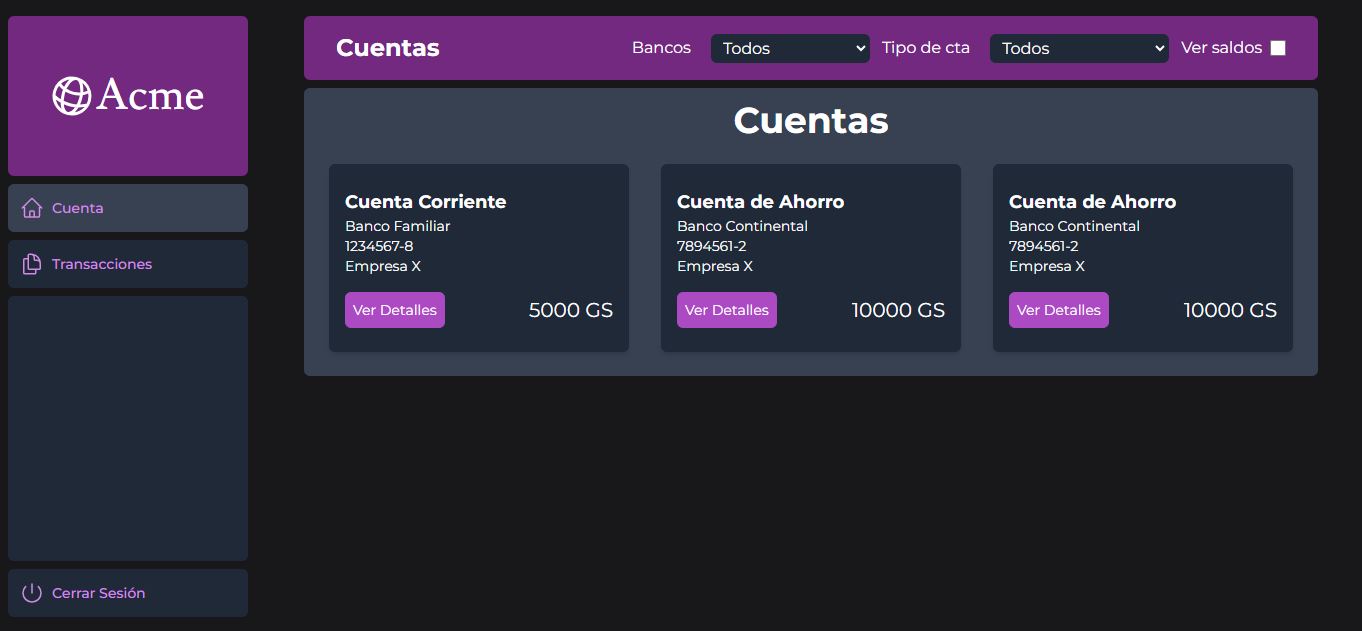 Acme
Cuenta
Transacciones
Cerrar Sesión
Cuentas Bancos Todos Tipo de cta Todos Ver saldos
Cuentas
Cuenta Corriente
Banco Familiar
1234567-8
Empresa X
Ver Detalles 5000 GS
Cuenta de Ahorro
Banco Continental
7894561-2
Empresa X
Ver Detalles 10000 GS
Cuenta de Ahorro
Banco Continental
7894561-2
Empresa X
Ver Detalles 10000 GS